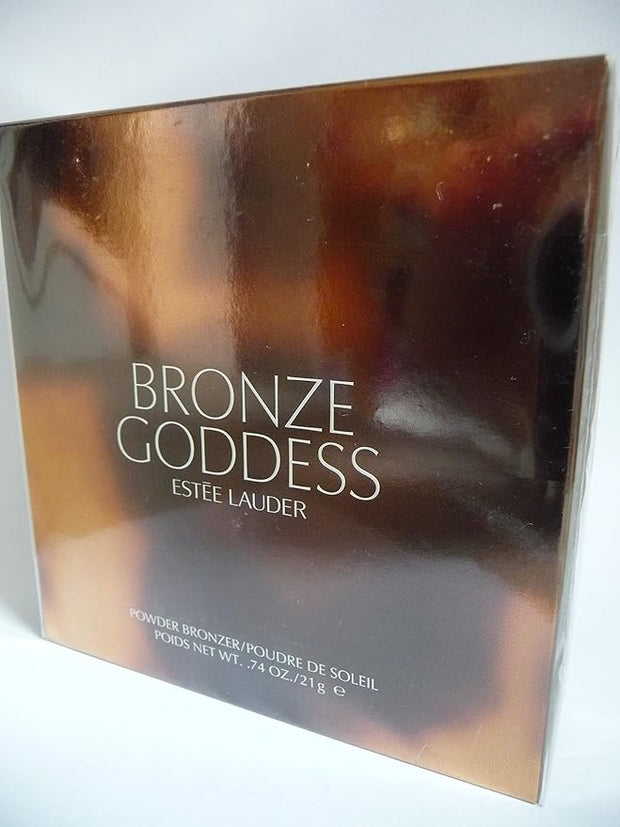 BRONZE
GODDESS
ESTĒE LAUDER
POWDER BRONZER/POUDRE DE SOLEIL
POIDS NET WT. .74 OZ./21g ℮